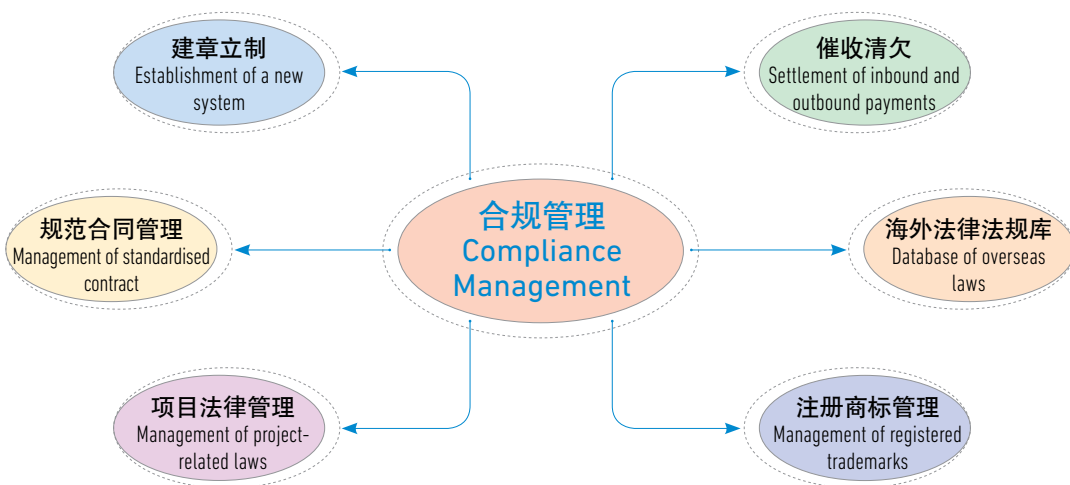 建章立制
Establishment of a new
system
催收清欠
Settlement of inbound and
outbound payments
规范合同管理
Management of standardised
contract
合规管理
Compliance
Management
海外法律法规库
Database of overseas
laws
项目法律管理
Management of project-
related laws
注册商标管理
Management of registered
trademarks